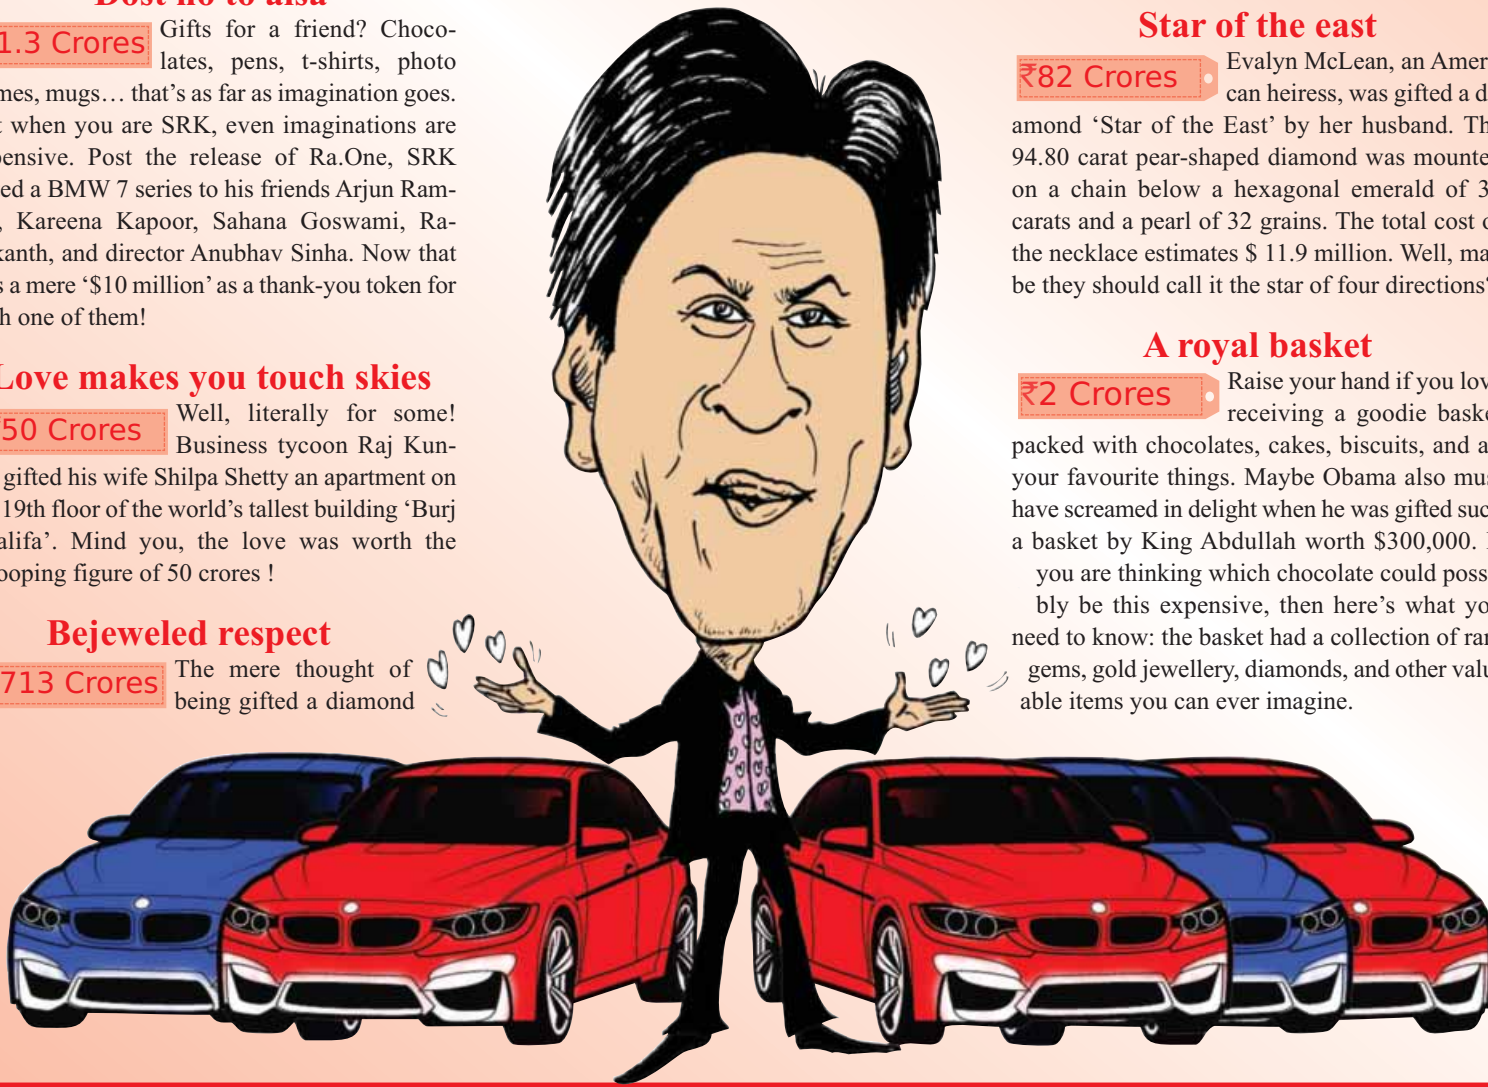 Dost ho to aisa
1.3 Crores
Gifts for a friend? Choco-
lates, pens, t-shirts, photo
mes, mugs… that’s as far as imagination goes.
t when you are SRK, even imaginations are
pensive. Post the release of Ra.One, SRK
ed a BMW 7 series to his friends Arjun Ram-
, Kareena Kapoor, Sahana Goswami, Ra-
kanth, and director Anubhav Sinha. Now that
s a mere ‘$10 million’ as a thank-you token for
h one of them!
Love makes you touch skies
50 Crores
Well, literally for some!
Business tycoon Raj Kun-
gifted his wife Shilpa Shetty an apartment on
19th floor of the world’s tallest building ‘Burj
alifa’. Mind you, the love was worth the
ooping figure of 50 crores !
Bejeweled respect
713 Crores
The mere thought of
being gifted a diamond
Star of the east
₹82 Crores
Evalyn McLean, an Amer
can heiress, was gifted a d
amond ‘Star of the East’ by her husband. Th
94.80 carat pear-shaped diamond was mounte
on a chain below a hexagonal emerald of 3
carats and a pearl of 32 grains. The total cost o
the necklace estimates $ 11.9 million. Well, ma
be they should call it the star of four directions?
A royal basket
₹2 Crores
Raise your hand if you lov
receiving a goodie baske
packed with chocolates, cakes, biscuits, and a
your favourite things. Maybe Obama also mus
have screamed in delight when he was gifted suc
a basket by King Abdullah worth $300,000. I
you are thinking which chocolate could poss
bly be this expensive, then here’s what yo
need to know: the basket had a collection of rar
gems, gold jewellery, diamonds, and other valu
able items you can ever imagine.